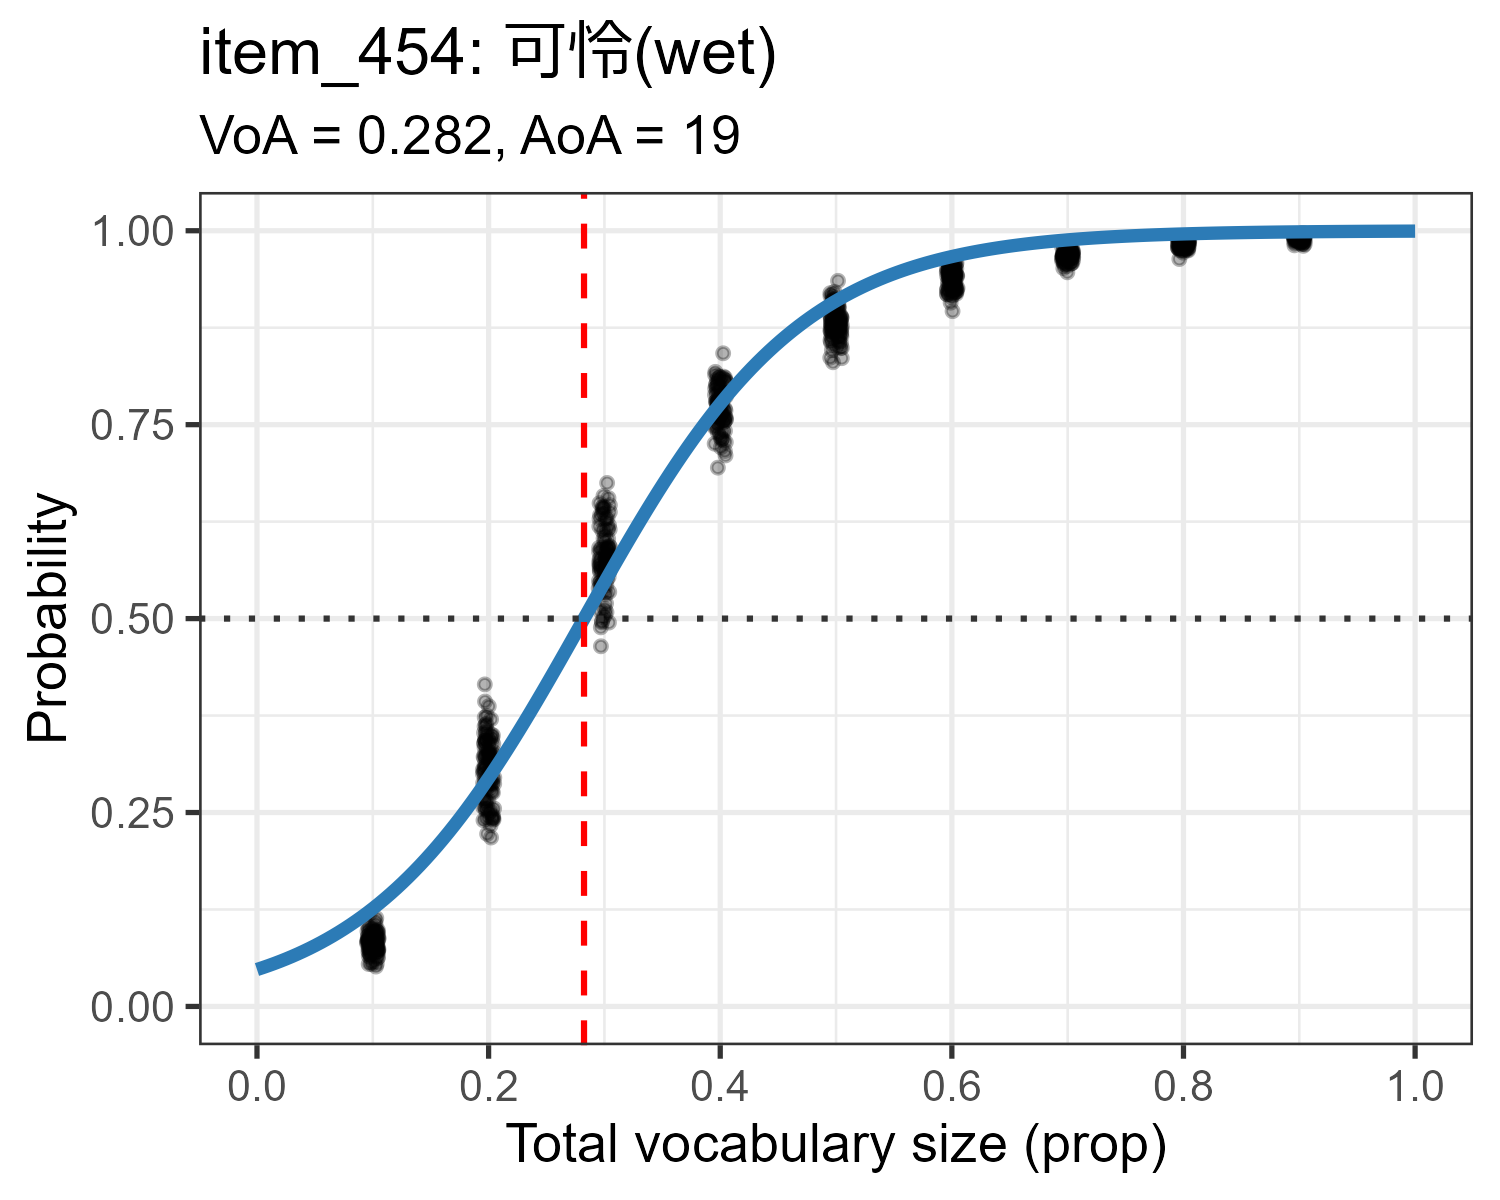 item_454: 可怜(wet)
VoA = 0.282, AoA = 19
1.00
0.75
0.50
0.25
0.00
Probability
0.0 0.2 0.4 0.6 0.8 1.0
Total vocabulary size (prop)